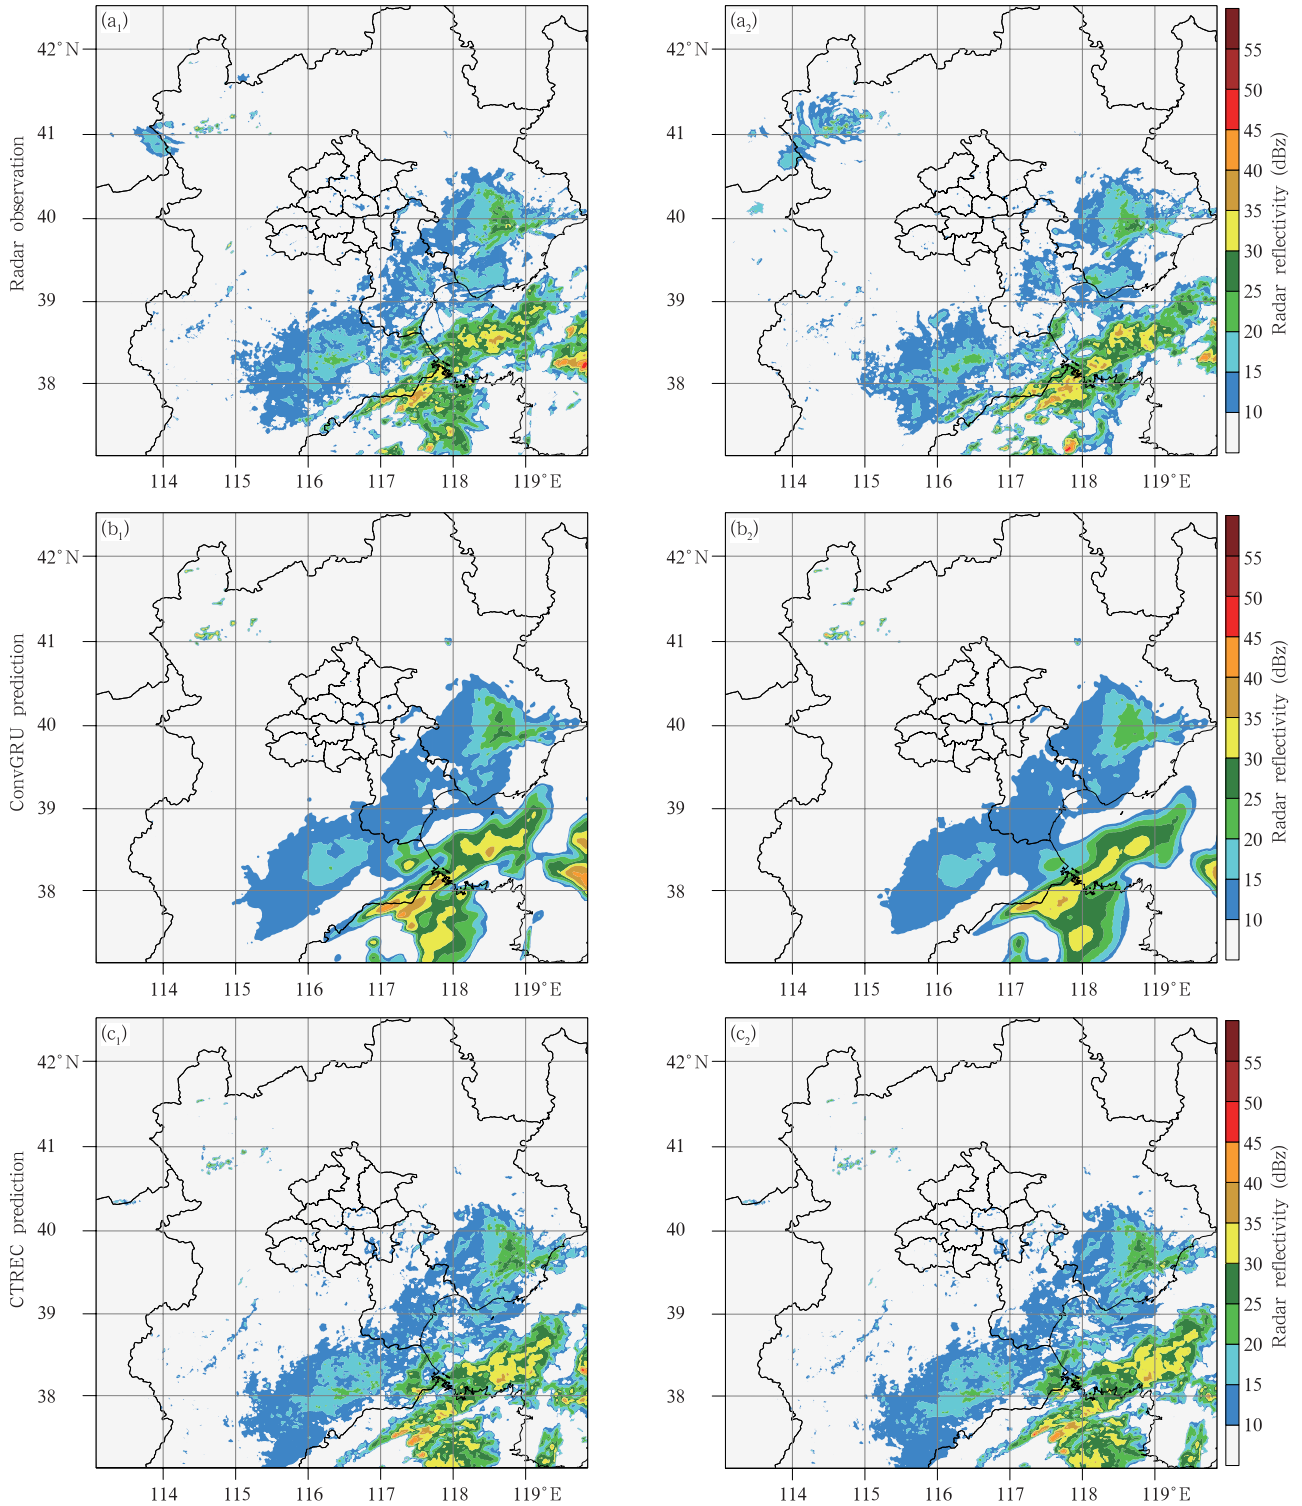 (a₁)
(a₂)
42°N
41
40
39
38
114 115 116 117 118 119°E
Radar observation
42°N
41
40
39
38
114 115 116 117 118 119°E
55
50
45
40
35
30
25
20
15
10
Radar reflectivity (dBz)
(b₁)
(b₂)
42°N
41
40
39
38
114 115 116 117 118 119°E
ConvGRU prediction
42°N
41
40
39
38
114 115 116 117 118 119°E
55
50
45
40
35
30
25
20
15
10
Radar reflectivity (dBz)
(c₁)
(c₂)
42°N
41
40
39
38
114 115 116 117 118 119°E
CTREC prediction
42°N
41
40
39
38
114 115 116 117 118 119°E
55
50
45
40
35
30
25
20
15
10
Radar reflectivity (dBz)